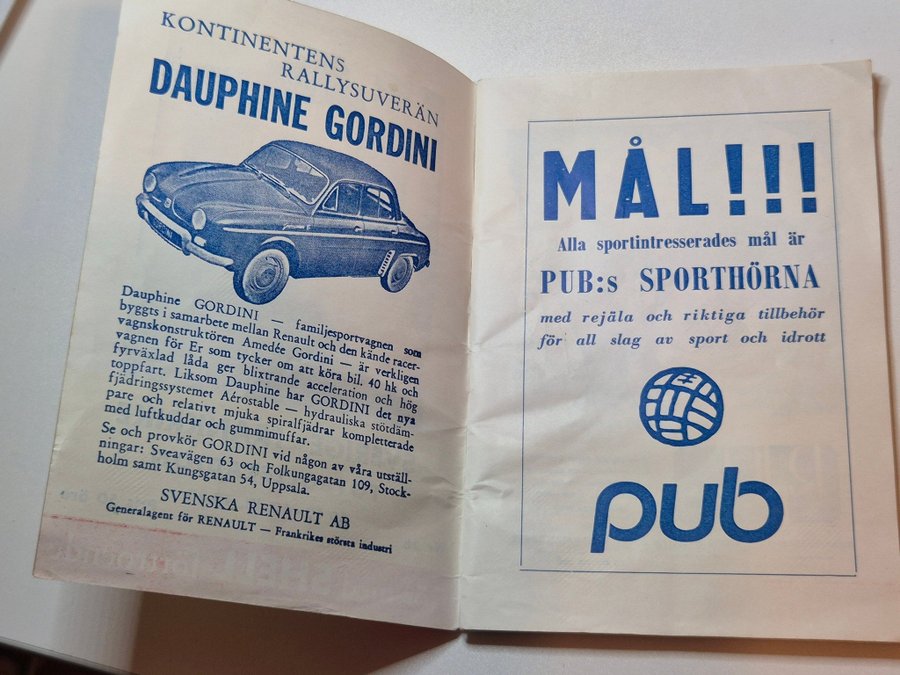 KONTINENTENS
RALLYSUVERÄN
DAUPHINE GORDINI
Dauphine GORDINI — familjesportvagnen som
byggts i samarbete mellan Renault och den kände racer-
vagnskonstruktören Amedée Gordini — är verkligen
vagnen för Er som tycker om att köra bil. 40 hk och
fyrväxlad låda ger blixtrande acceleration och hög
toppfart. Liksom Dauphine har GORDINI det nya
fjädringssystemet Aérostable — hydrauliska stötdäm-
pare och relativt mjuka spiralfjädrar kompletterade
med luftkuddar och gummimuffar.
Se och provkör GORDINI vid någon av våra utställ-
ningar: Sveavägen 63 och Folkungagatan 109, Stock-
holm samt Kungsgatan 54, Uppsala.
SVENSKA RENAULT AB
Generalagent för RENAULT — Frankrikes största industri
MÅL!!!
Alla sportintresserades mål är
PUB:s SPORTHÖRNA
med rejäla och riktiga tillbehör
för all slag av sport och idrott
pub